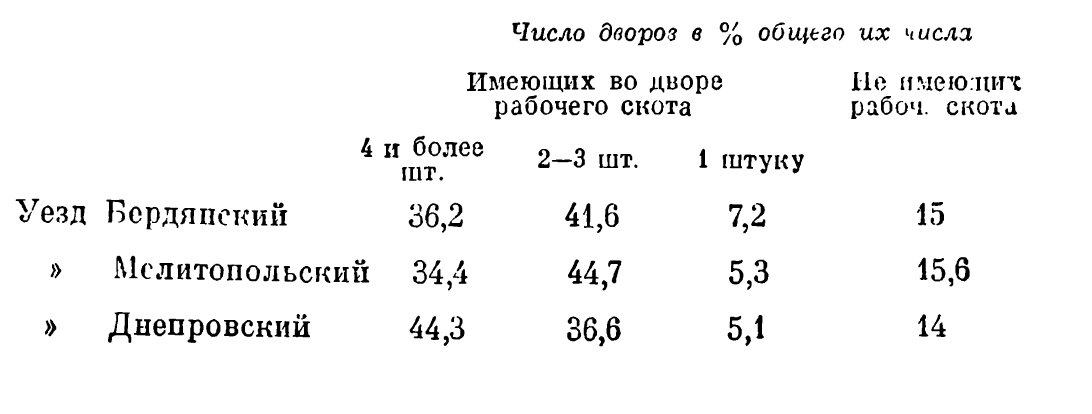 Число дворов в % общего их числа
Имеющих во дворе Не имеющих
рабочего скота рабоч. скота
4 и более 2—3 шт. 1 штуку
шт.
Уезд Бердянский 36,2 41,6 7,2 15
» Мелитопольский 34,4 44,7 5,3 15,6
» Днепровский 44,3 36,6 5,1 14